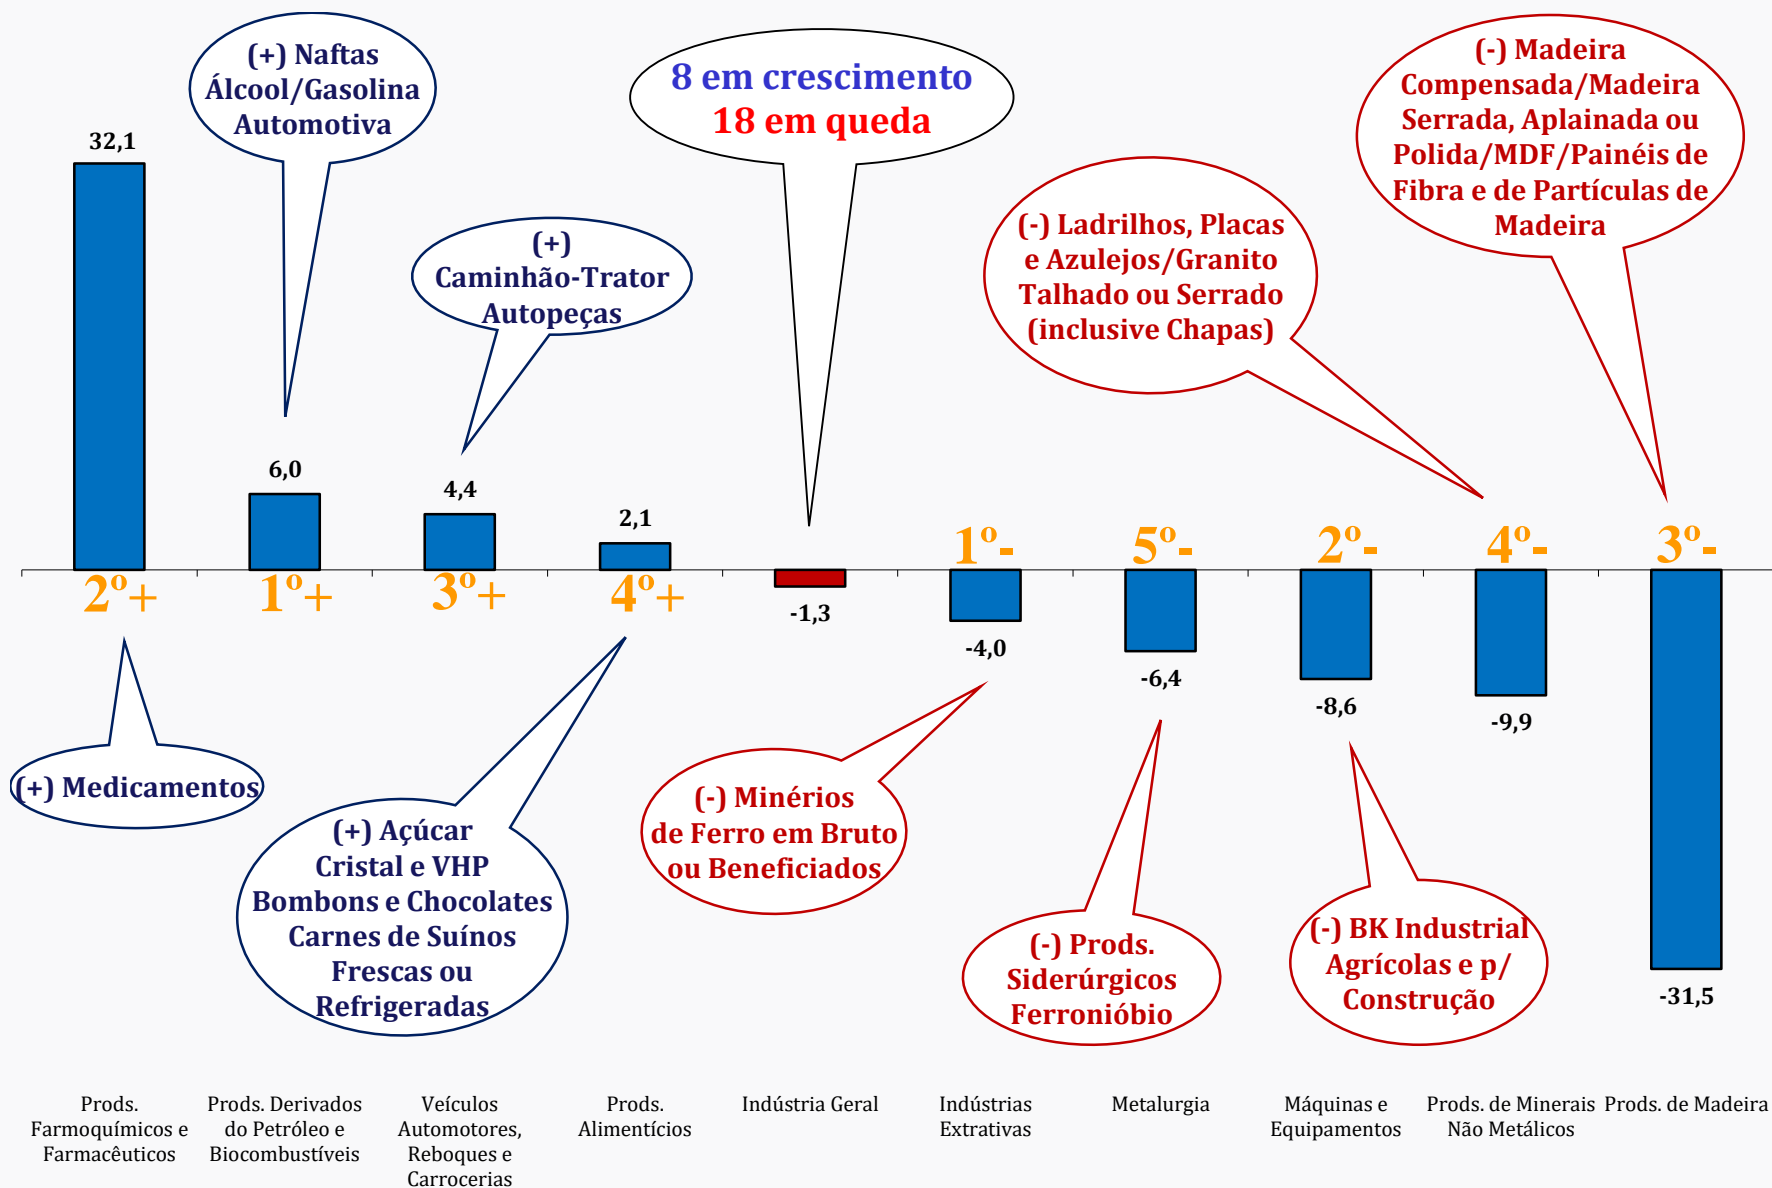 (+) Naftas
Álcool/Gasolina
Automotiva
8 em crescimento
18 em queda
(-) Madeira
Compensada/Madeira
Serrada, Aplainada ou
Polida/MDF/Painéis de
Fibra e de Partículas de
Madeira
(+)
Caminhão-Trator
Autopeças
(-) Ladrilhos, Placas
e Azulejos/Granito
Talhado ou Serrado
(inclusive Chapas)
32,1
6,0
4,4
2,1
-1,3
-4,0
-6,4
-8,6
-9,9
-31,5
2º+
1º+
3º+
4º+
1º-
5º-
2º-
4º-
3º-
(+) Medicamentos
(+) Açúcar
Cristal e VHP
Bombons e Chocolates
Carnes de Suínos
Frescas ou
Refrigeradas
(-) Minérios
de Ferro em Bruto
ou Beneficiados
(-) Prods.
Siderúrgicos
Ferronióbio
(-) BK Industrial
Agrícolas e p/
Construção
Prods.
Farmoquímicos e
Farmacêuticos
Prods. Derivados
do Petróleo e
Biocombustíveis
Veículos
Automotores,
Reboques e
Carrocerias
Prods.
Alimentícios
Indústria Geral
Indústrias
Extrativas
Metalurgia
Máquinas e
Equipamentos
Prods. de Minerais
Não Metálicos
Prods. de Madeira